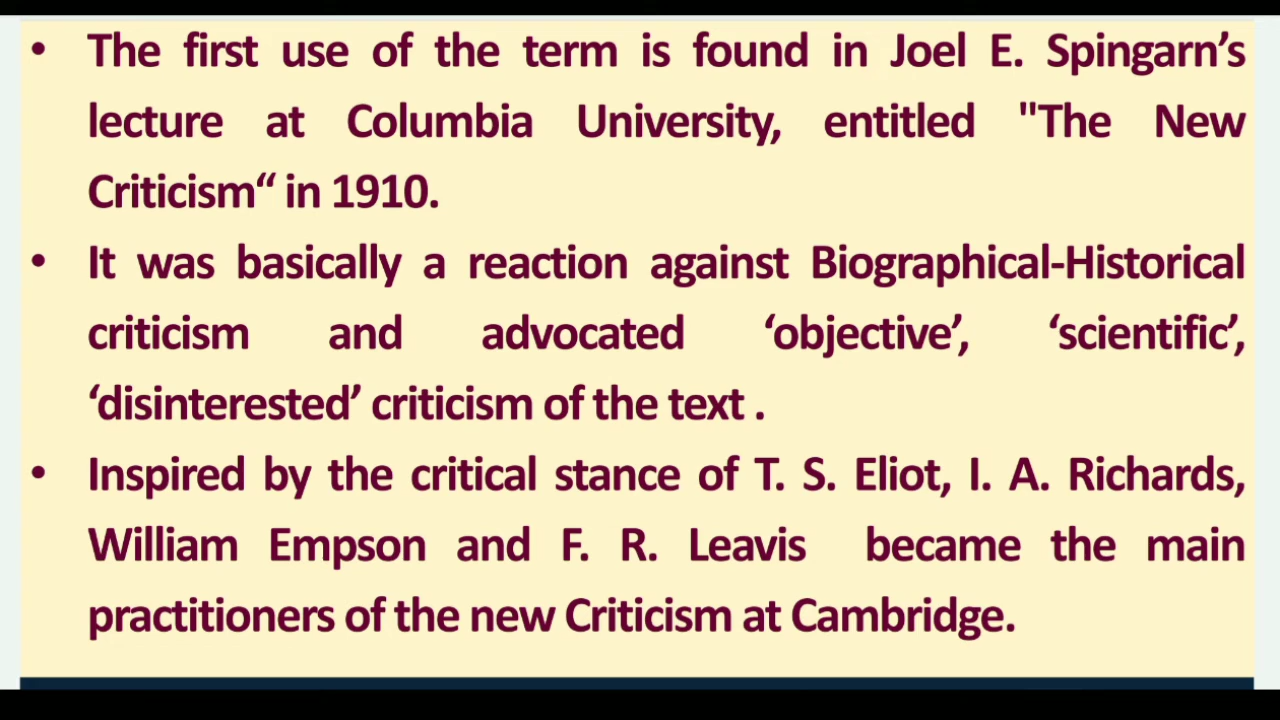 • The first use of the term is found in Joel E. Spingarn’s
lecture at Columbia University, entitled "The New
Criticism“ in 1910.
• It was basically a reaction against Biographical-Historical
criticism and advocated ‘objective’, ‘scientific’,
‘disinterested’ criticism of the text .
• Inspired by the critical stance of T. S. Eliot, I. A. Richards,
William Empson and F. R. Leavis became the main
practitioners of the new Criticism at Cambridge.